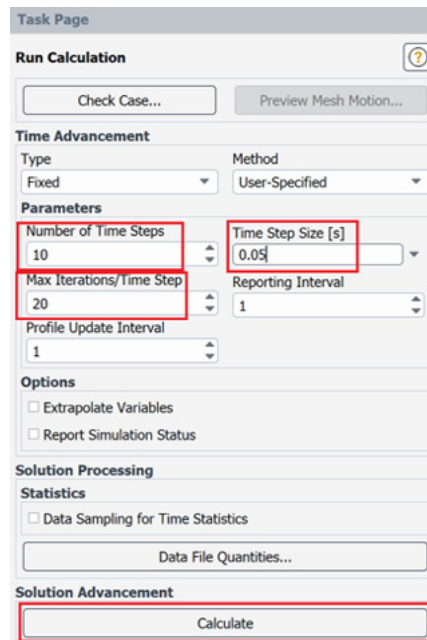 Task Page
Run Calculation
?
Check Case...
Preview Mesh Motion...
Time Advancement
Type
Method
Fixed
User-Specified
Parameters
Number of Time Steps
Time Step Size [s]
10
0.05
Max Iterations/Time Step
Reporting Interval
20
1
Profile Update Interval
1
Options
Extrapolate Variables
Report Simulation Status
Solution Processing
Statistics
Data Sampling for Time Statistics
Data File Quantities...
Solution Advancement
Calculate